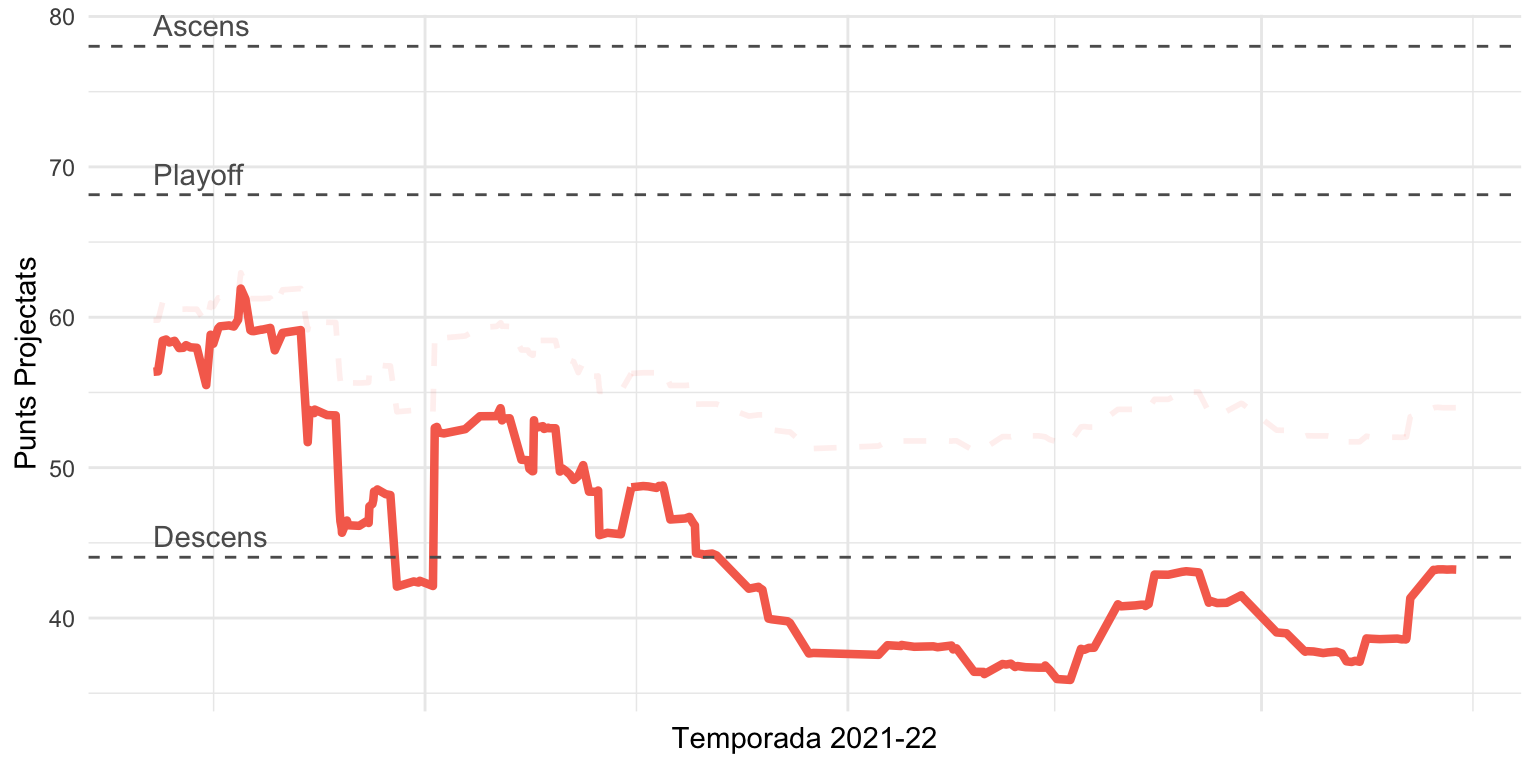 80
Ascens
70
Playoff
60
50
Descens
40
Punts Projectats
Temporada 2021-22